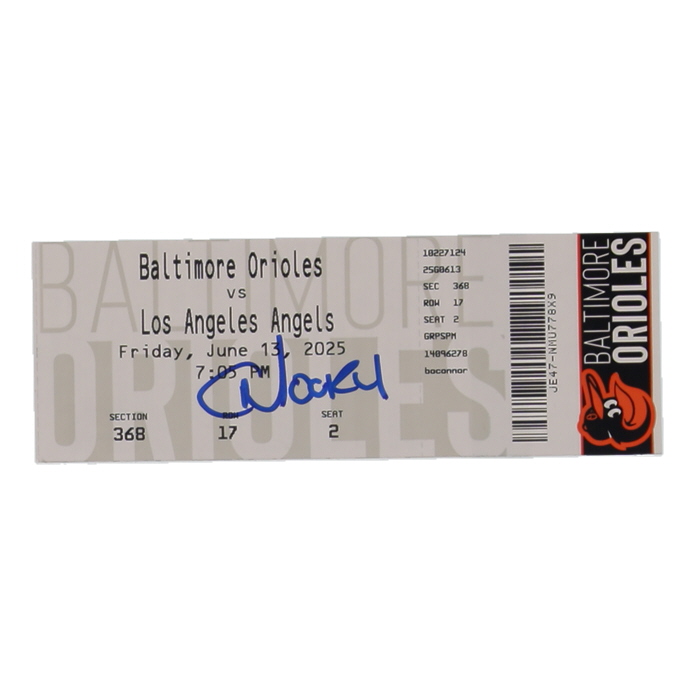 Baltimore Orioles
vs
Los Angeles Angels
Friday, June 13, 2025
7:05 PM
SECTION ROW SEAT
368 17 2
10227124
25GB613
SEC 368
ROW 17
SEAT 2
GRPSPM
14096278
boconnor
JE47-NMU778X9
BALTIMORE
ORIOLES
BALTIMORE
ORIOLES